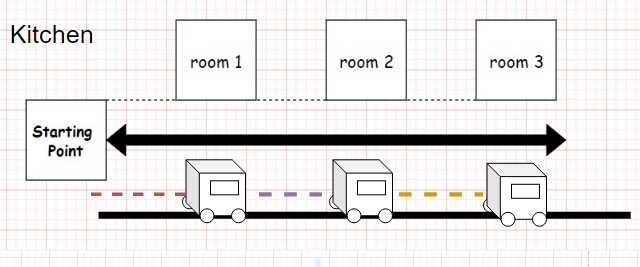 Kitchen
room 1
room 2
room 3
Starting
Point